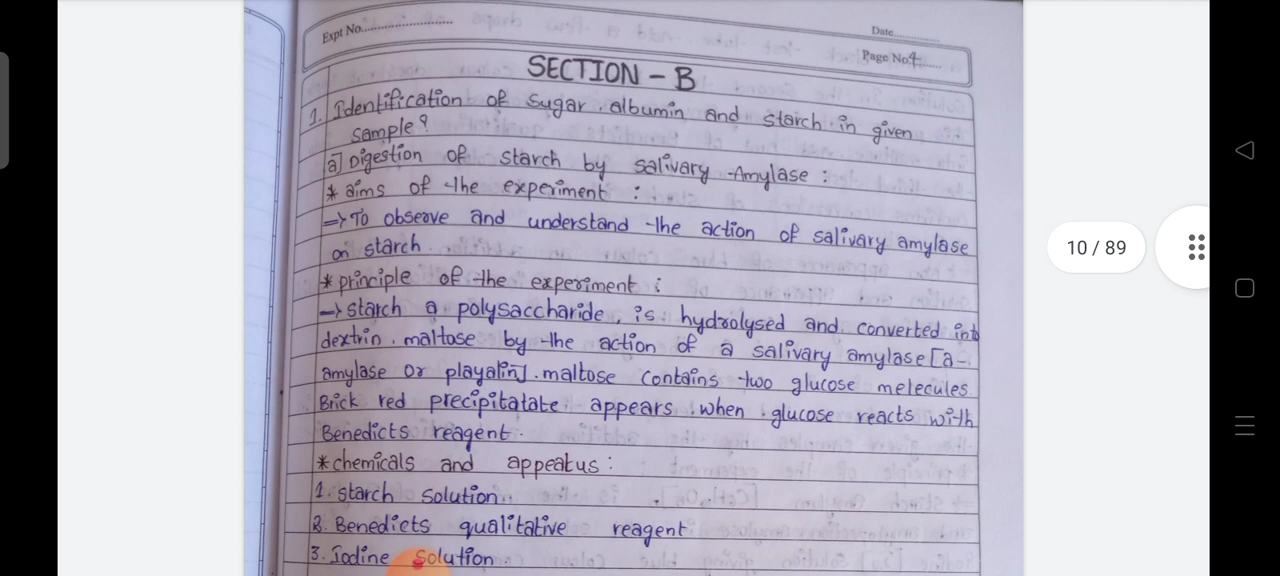 Expt No.
Date
Page No 4
SECTION - B
1. Identification of sugar, albumin and starch in given
sample?
a] Digestion of starch by salivary -Amylase :
* aims of the experiment :
→ To observe and understand the action of salivary amylase
on starch.
* principle of the experiment :
→ starch a polysaccharide, is hydrolysed and converted into
dextrin, maltose by the action of a salivary amylase [a-
amylase or playalin]. maltose contains two glucose melecules.
Brick red precipitatate appears when glucose reacts with
Benedicts reagent.
* chemicals and appeatus :
1. starch solution
2. Benedicts qualitative reagent
3. Iodine solution
10 / 89